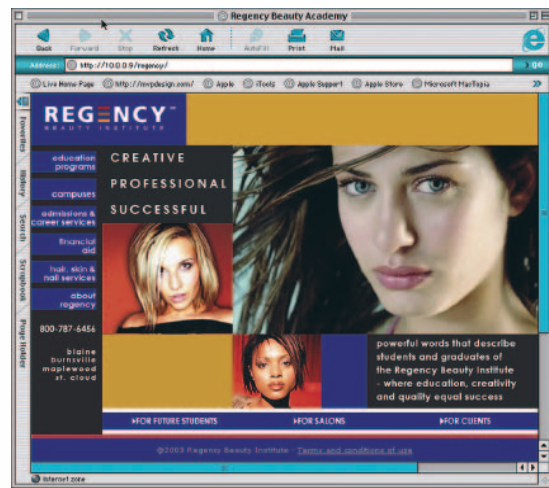 Regency Beauty Academy
Back Forward Stop Refresh Home AutoFill Print Mail
Address: http://10.0.0.9/regency/ go
Live Home Page http://mvpdesign.com/ Apple iTools Apple Support Apple Store Microsoft MacTopia
Favorites
History
Search
Scrapbook
Page Holder
REGENCY
BEAUTY INSTITUTE
education
programs
campuses
admissions &
career services
financial
aid
hair, skin &
nail services
about
regency
800-787-6456
blaine
burnsville
maplewood
st. cloud
CREATIVE
PROFESSIONAL
SUCCESSFUL
powerful words that describe
students and graduates of
the Regency Beauty Institute
- where education, creativity
and quality equal success
FOR FUTURE STUDENTS FOR SALONS FOR CLIENTS
©2003 Regency Beauty Institute - Terms and conditions of use
Internet zone